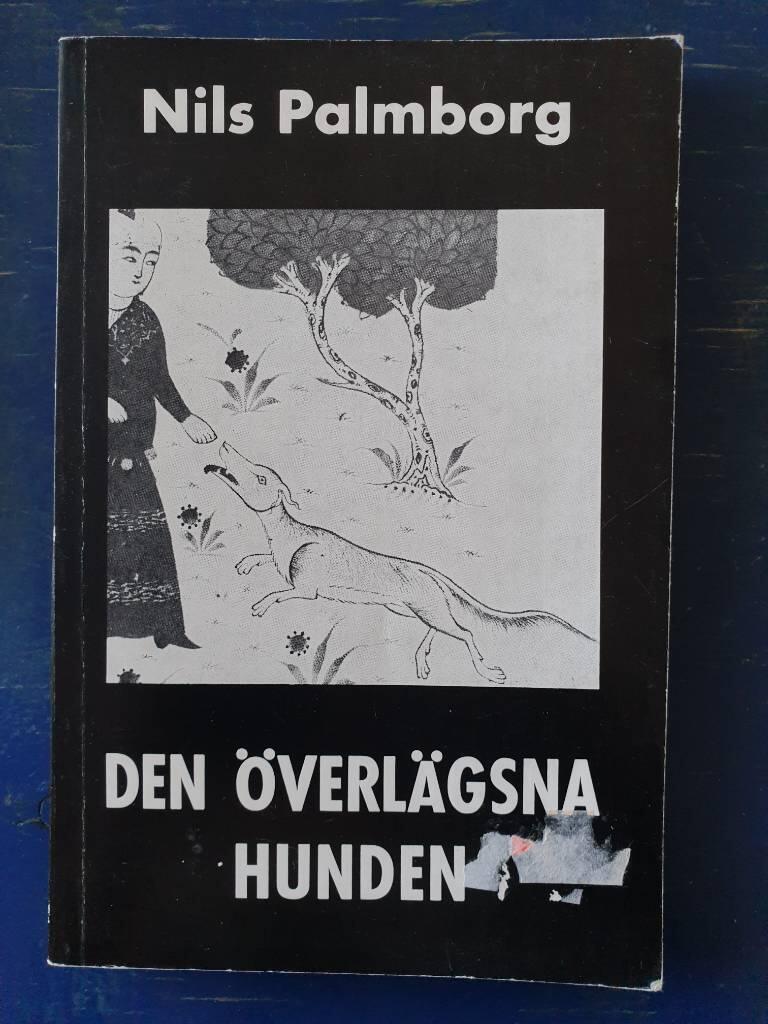 Nils Palmborg
DEN ÖVERLÄGSNA
HUNDEN